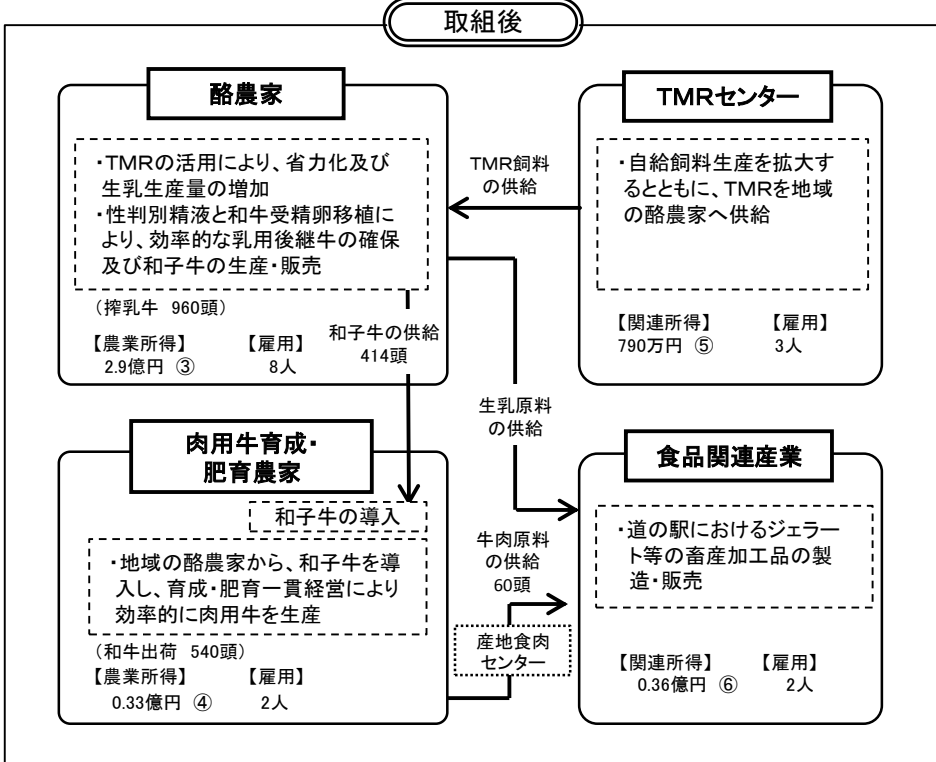 取組後
酪農家
・TMRの活用により、省力化及び
生乳生産量の増加
・性判別精液と和牛受精卵移植に
より、効率的な乳用後継牛の確保
及び和子牛の生産・販売
（搾乳牛 960頭）
【農業所得】 【雇用】
2.9億円 ③ 8人
TMR飼料
の供給
TMRセンター
・自給飼料生産を拡大す
るとともに、TMRを地域
の酪農家へ供給
【関連所得】 【雇用】
790万円 ⑤ 3人
和子牛の供給
414頭
生乳原料
の供給
肉用牛育成・
肥育農家
和子牛の導入
・地域の酪農家から、和子牛を導
入し、育成・肥育一貫経営により
効率的に肉用牛を生産
（和牛出荷 540頭）
【農業所得】 【雇用】
0.33億円 ④ 2人
牛肉原料
の供給
60頭
産地食肉
センター
食品関連産業
・道の駅におけるジェラー
ト等の畜産加工品の製
造・販売
【関連所得】 【雇用】
0.36億円 ⑥ 2人